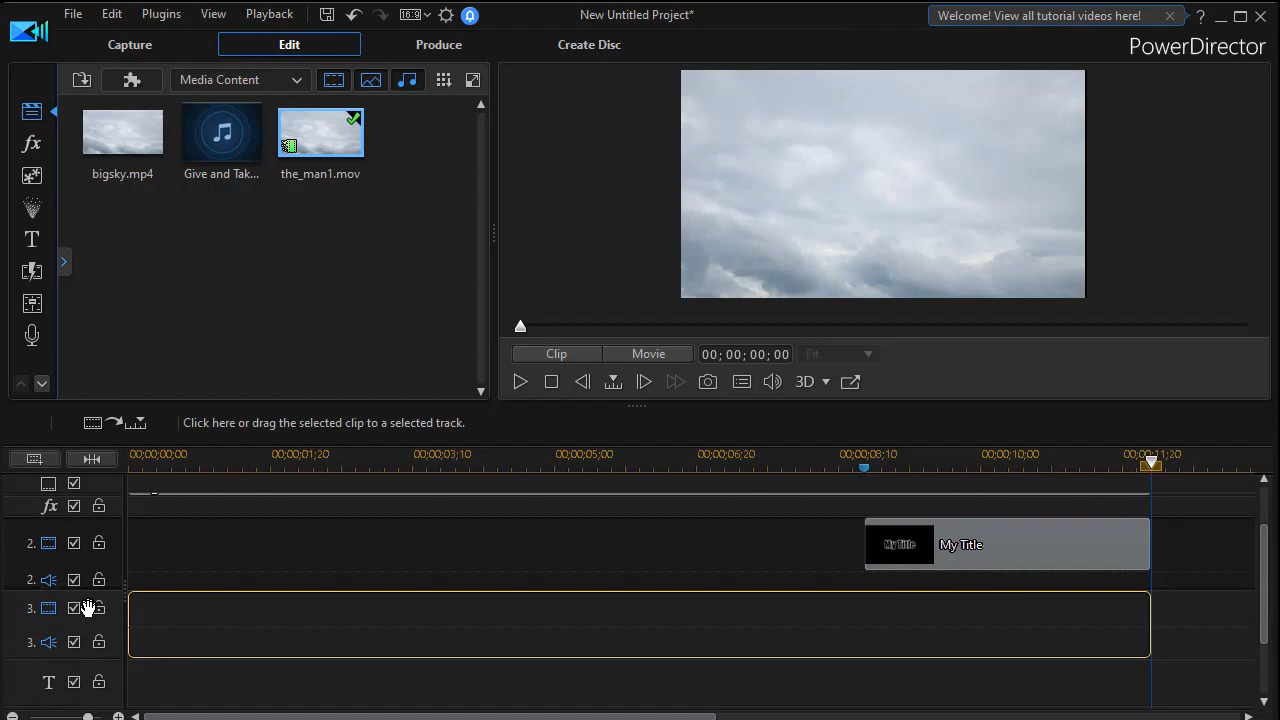 File Edit Plugins View Playback 16:9 New Untitled Project* Welcome! View all tutorial videos here! ?
Capture Edit Produce Create Disc PowerDirector
Media Content
fx
bigsky.mp4 Give and Tak... the_man1.mov
T
Clip Movie 00;00;00;00 Fit
3D
Click here or drag the selected clip to a selected track.
00;00;00;00 00;00;01;20 00;00;03;10 00;00;05;00 00;00;06;20 00;00;08;10 00;00;10;00 00;00;11;20
fx
2. My Title My Title
2.
3.
3.
T